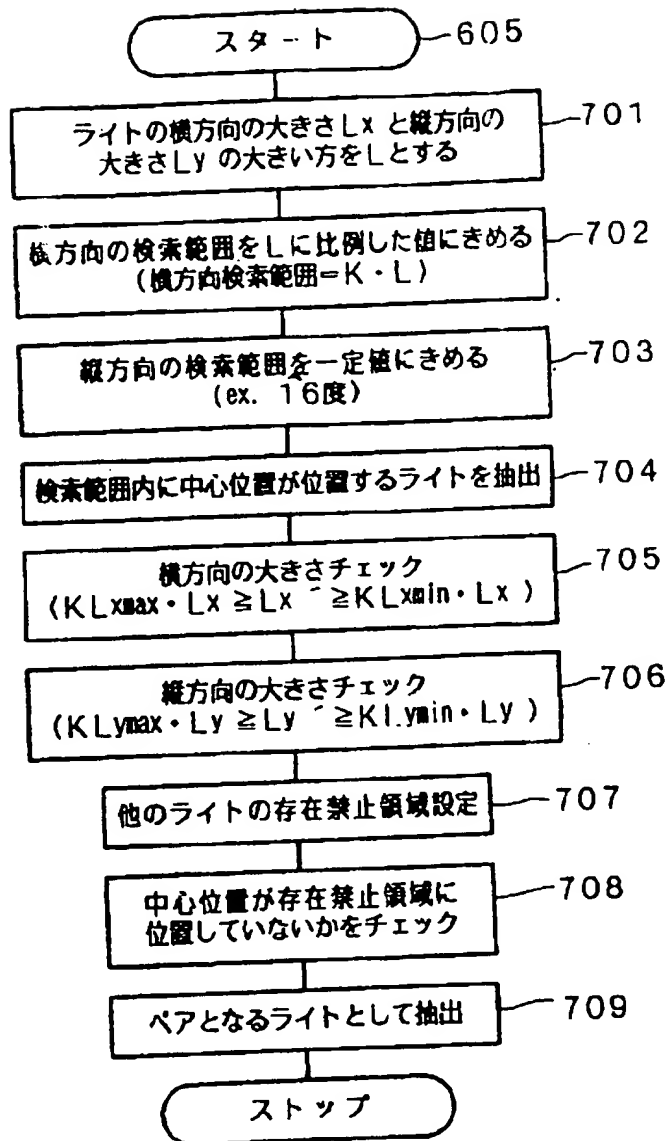 スタート
605
ライトの横方向の大きさLxと縦方向の
大きさLyの大きい方をLとする
701
横方向の検索範囲をLに比例した値にきめる
(横方向検索範囲=K・L)
702
縦方向の検索範囲を一定値にきめる
(ex. 16度)
703
検索範囲内に中心位置が位置するライトを抽出
704
横方向の大きさチェック
(KLxmax・Lx≧Lx´≧KLxmin・Lx)
705
縦方向の大きさチェック
(KLymax・Ly≧Ly´≧KLymin・Ly)
706
他のライトの存在禁止領域設定
707
中心位置が存在禁止領域に
位置していないかをチェック
708
ペアとなるライトとして抽出
709
ストップ